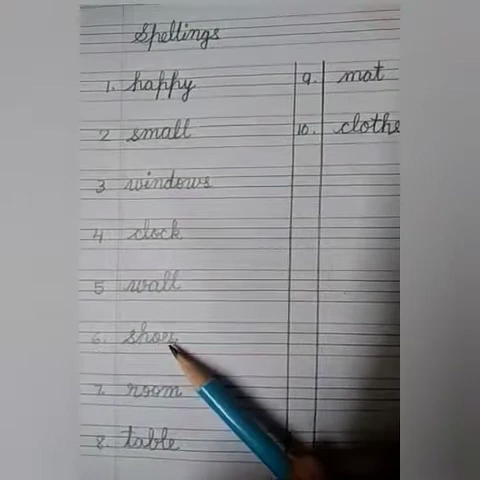 Spellings
1. happy
2 small
3 windows
4 clock
5 wall
6. shoes
7. room
8. table
9. mat
10. clothe